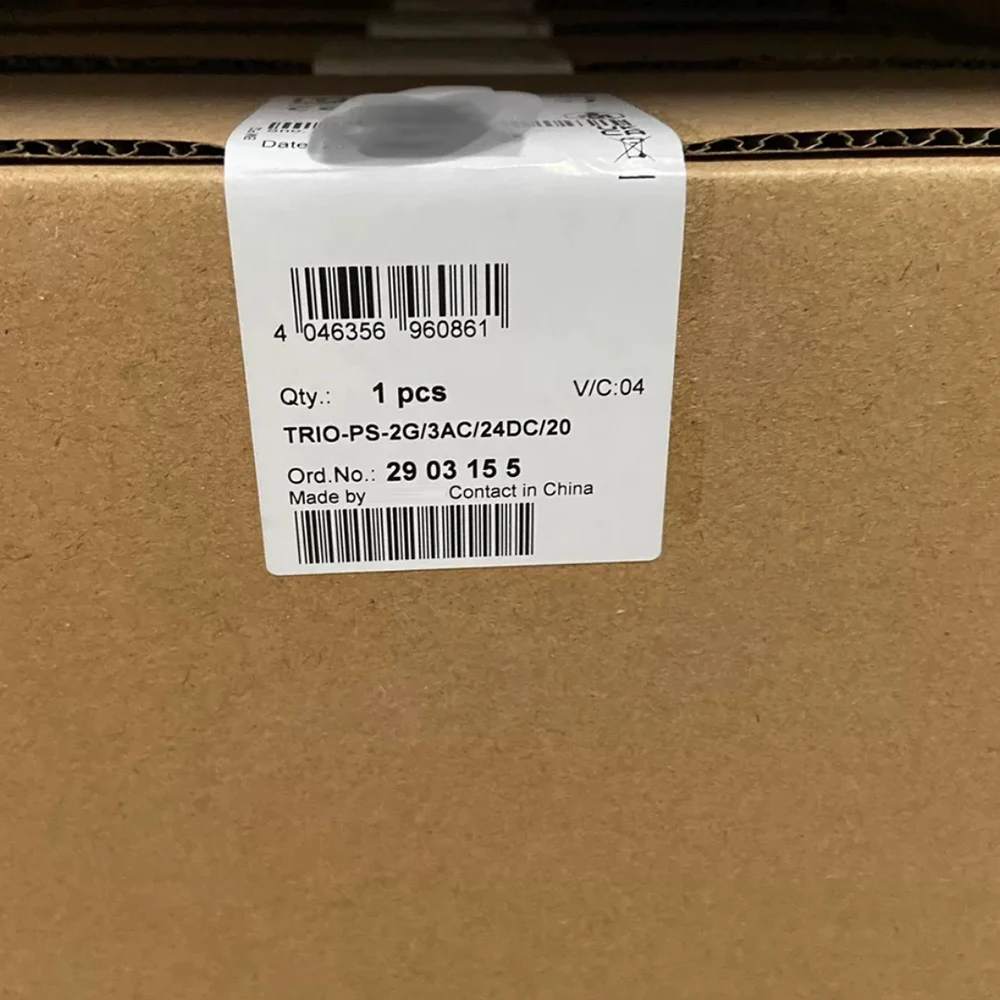 Date
4 046356 960861
Qty.: 1 pcs V/C:04
TRIO-PS-2G/3AC/24DC/20
Ord.No.: 29 03 15 5
Made by Contact in China